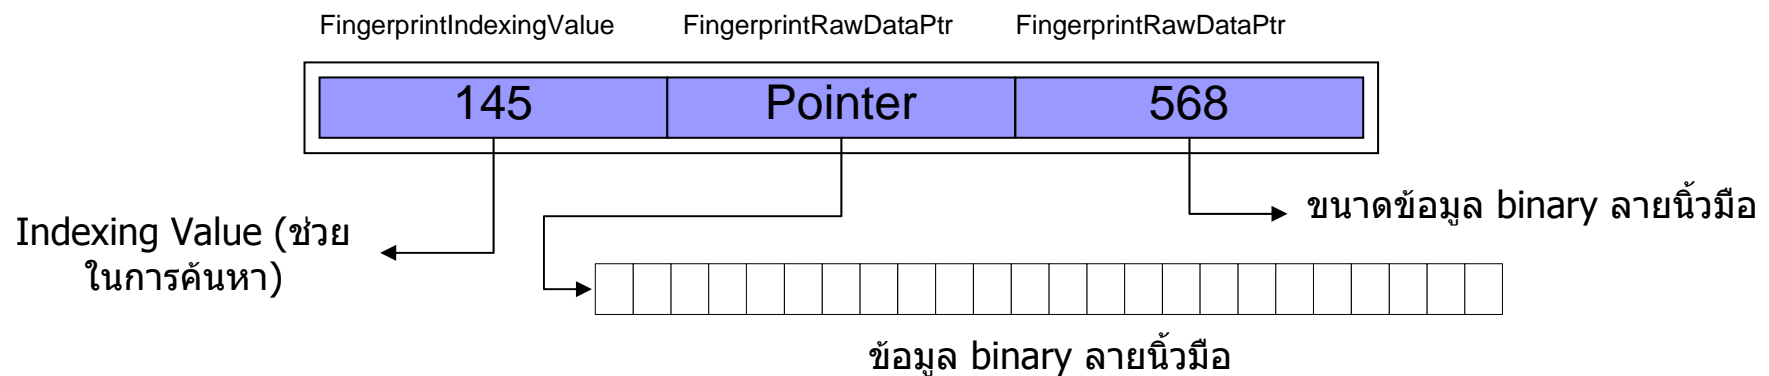 FingerprintIndexingValue FingerprintRawDataPtr FingerprintRawDataPtr
145 Pointer 568
Indexing Value (ช่วย
ในการค้นหา)
ขนาดข้อมูล binary ลายนิ้วมือ
ข้อมูล binary ลายนิ้วมือ